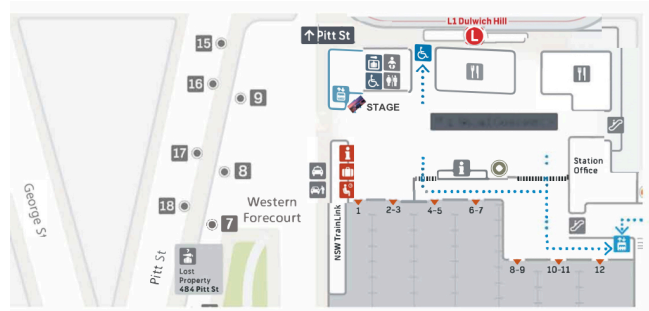 L1 Dulwich Hill
L
Pitt St
15
16
9
STAGE
17
8
18
7
George St
Pitt St
Western
Forecourt
Lost
Property
484 Pitt St
i
i
NSW TrainLink
Station
Office
1
2-3
4-5
6-7
8-9
10-11
12